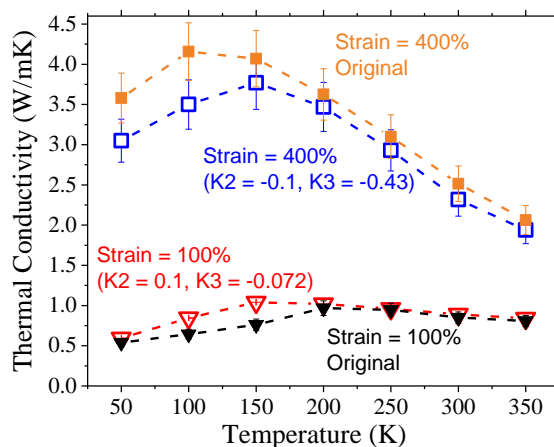 4.5
4.0
3.5
3.0
2.5
2.0
1.5
1.0
0.5
0.0
Thermal Conductivity (W/mK)
Strain = 400%
Original
Strain = 400%
(K2 = -0.1, K3 = -0.43)
Strain = 100%
(K2 = 0.1, K3 = -0.072)
Strain = 100%
Original
50 100 150 200 250 300 350
Temperature (K)